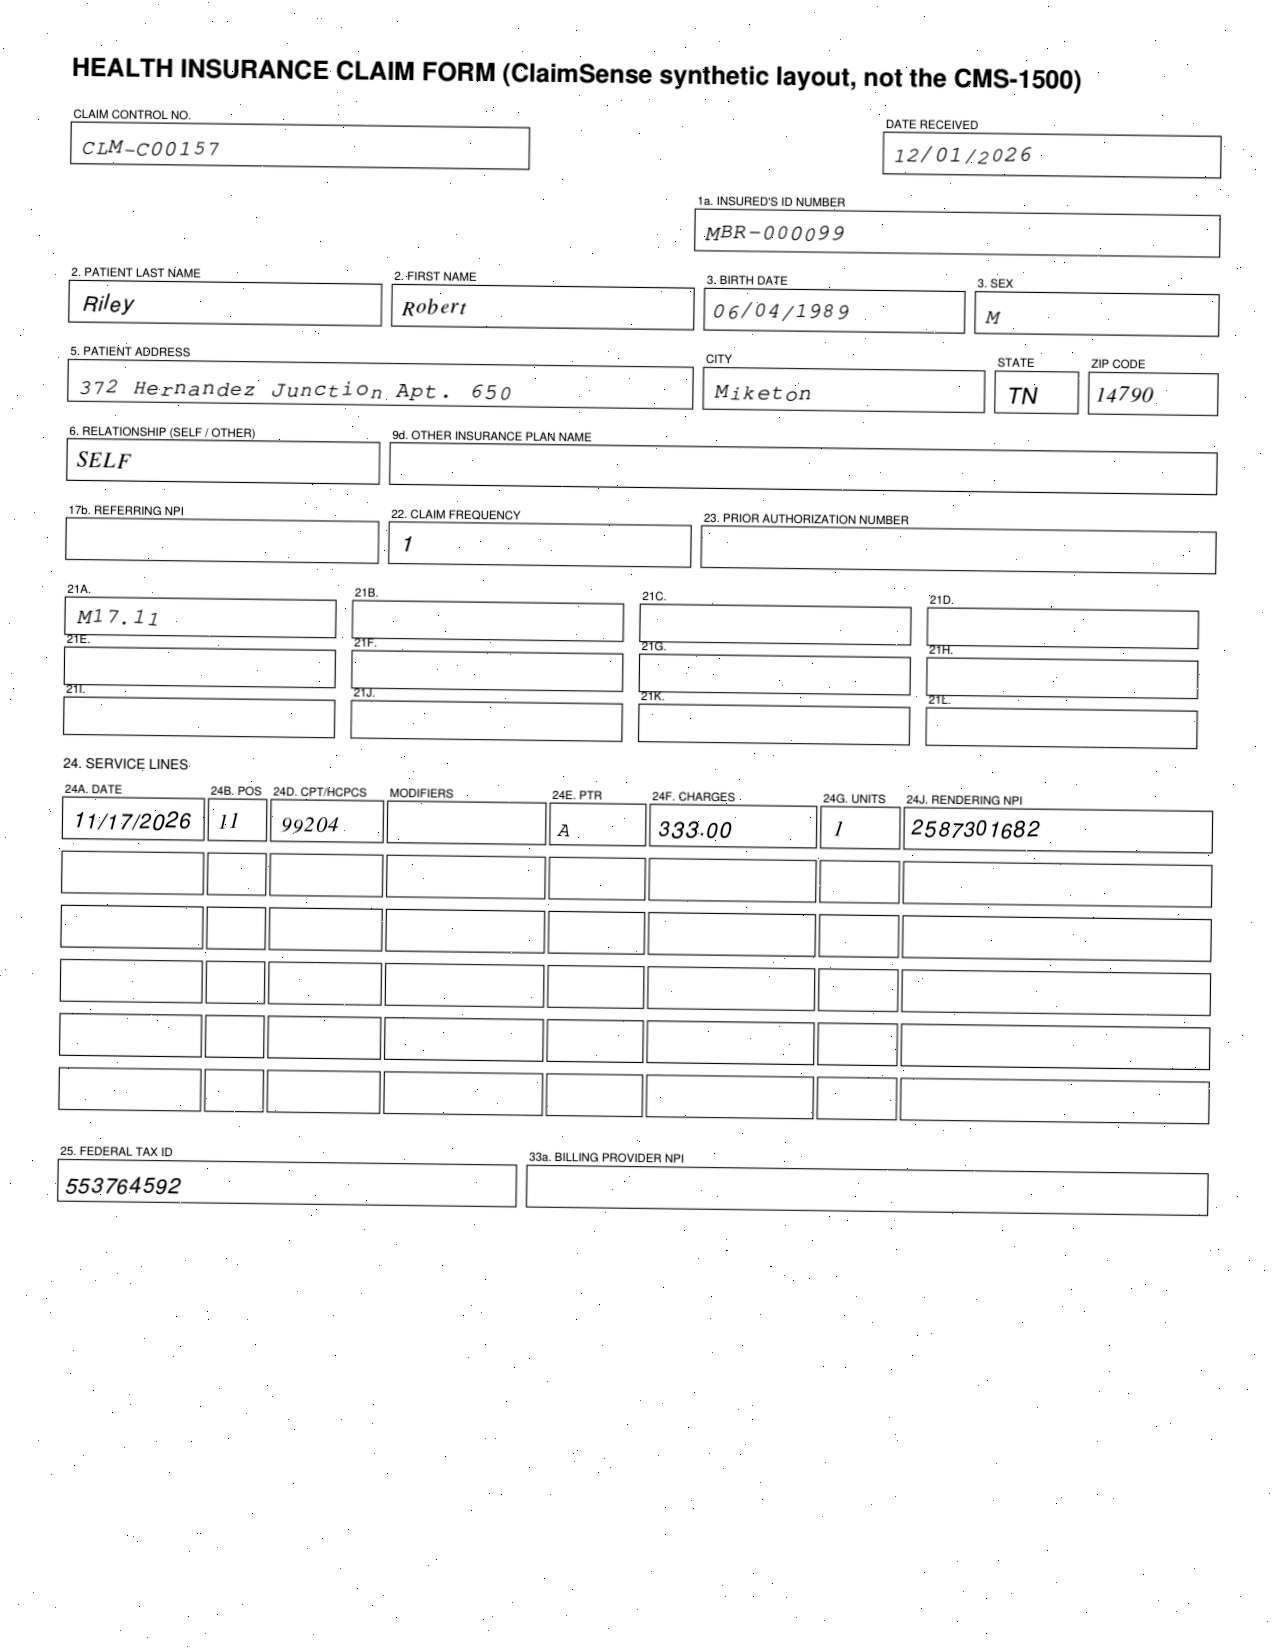 HEALTH INSURANCE CLAIM FORM (ClaimSense synthetic layout, not the CMS-1500)
CLAIM CONTROL NO.
CLM-C00157
DATE RECEIVED
12/01/2026
1a. INSURED'S ID NUMBER
MBR-000099
2. PATIENT LAST NAME
Riley
2. FIRST NAME
Robert
3. BIRTH DATE
06/04/1989
3. SEX
M
5. PATIENT ADDRESS
372 Hernandez Junction Apt. 650
CITY
Miketon
STATE
TN
ZIP CODE
14790
6. RELATIONSHIP (SELF / OTHER)
SELF
9d. OTHER INSURANCE PLAN NAME
17b. REFERRING NPI
22. CLAIM FREQUENCY
1
23. PRIOR AUTHORIZATION NUMBER
21A.
M17.11
21B.
21C.
21D.
21E.
21F.
21G.
21H.
21I.
21J.
21K.
21L.
24. SERVICE LINES
24A. DATE 24B. POS 24D. CPT/HCPCS MODIFIERS 24E. PTR 24F. CHARGES 24G. UNITS 24J. RENDERING NPI
11/17/2026 11 99204 A 333.00 1 2587301682
25. FEDERAL TAX ID
553764592
33a. BILLING PROVIDER NPI